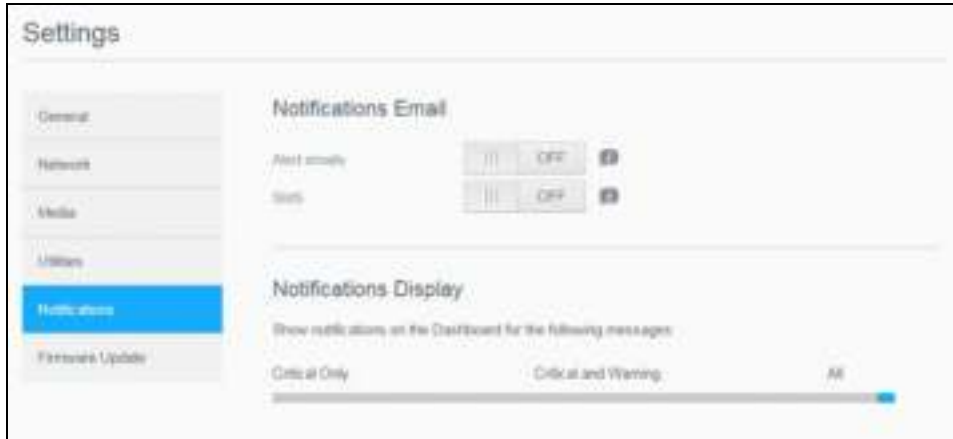 Settings
General
Network
Media
Utilities
Notifications
Firmware Update
Notifications Email
Alert emails
OFF
SMS
OFF
Notifications Display
Show notifications on the Dashboard for the following messages:
Critical Only
Critical and Warning
All